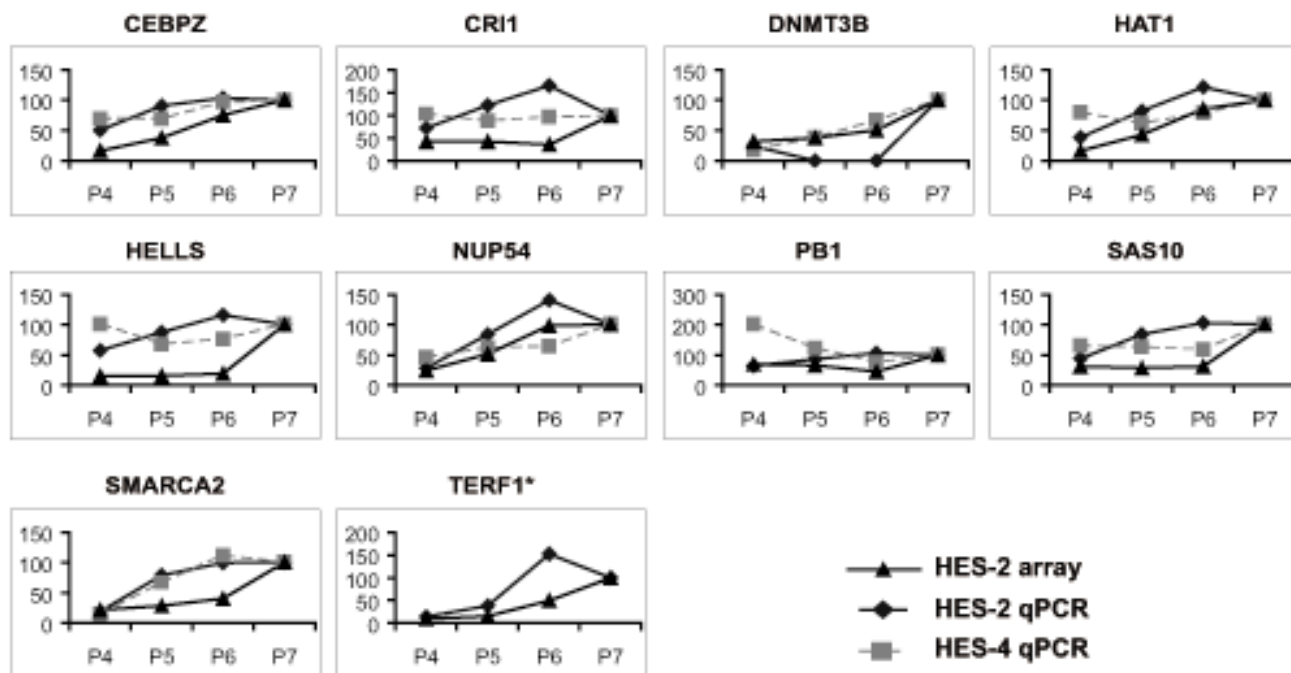 CEBPZ CRI1 DNMT3B HAT1
150 200 150 150
100 150 100 100
50 100 50 50
0 50 0 0
0
P4 P5 P6 P7 P4 P5 P6 P7 P4 P5 P6 P7 P4 P5 P6 P7
HELLS NUP54 PB1 SAS10
150 150 300 150
100 100 200 100
50 50 100 50
0 0 0 0
P4 P5 P6 P7 P4 P5 P6 P7 P4 P5 P6 P7 P4 P5 P6 P7
SMARCA2 TERF1*
150 200
100 150
50 100
0 50
0
P4 P5 P6 P7 P4 P5 P6 P7
HES-2 array
HES-2 qPCR
HES-4 qPCR